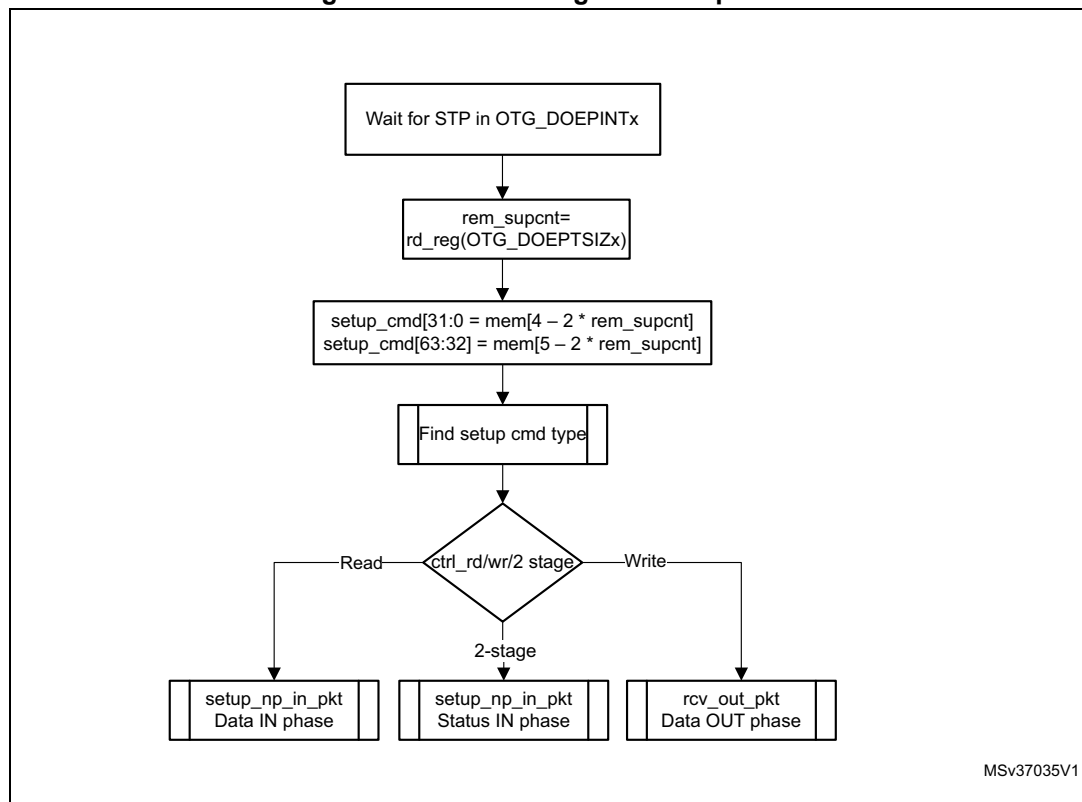 Wait for STP in OTG_DOEPINTx
rem_supcnt=
rd_reg(OTG_DOEPTSIZx)
setup_cmd[31:0 = mem[4 – 2 * rem_supcnt]
setup_cmd[63:32] = mem[5 – 2 * rem_supcnt]
Find setup cmd type
Read
ctrl_rd/wr/2 stage
Write
2-stage
setup_np_in_pkt
Data IN phase
setup_np_in_pkt
Status IN phase
rcv_out_pkt
Data OUT phase
MSv37035V1